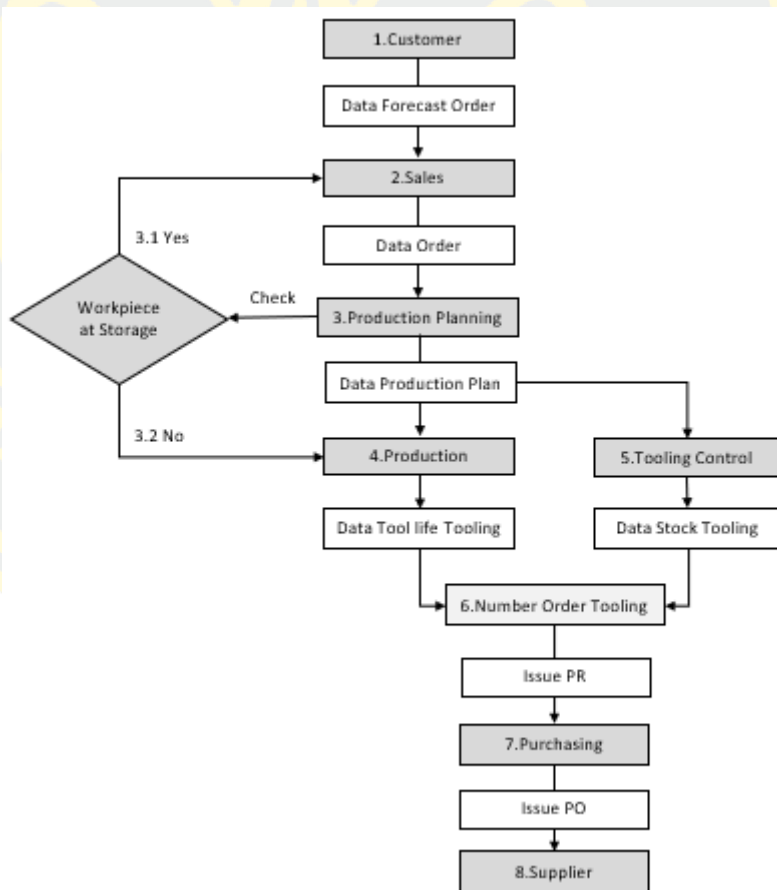 1.Customer
Data Forecast Order
2.Sales
3.1 Yes
Data Order
Check
Workpiece
at Storage
3.Production Planning
Data Production Plan
3.2 No
4.Production
5.Tooling Control
Data Tool life Tooling
Data Stock Tooling
6.Number Order Tooling
Issue PR
7.Purchasing
Issue PO
8.Supplier